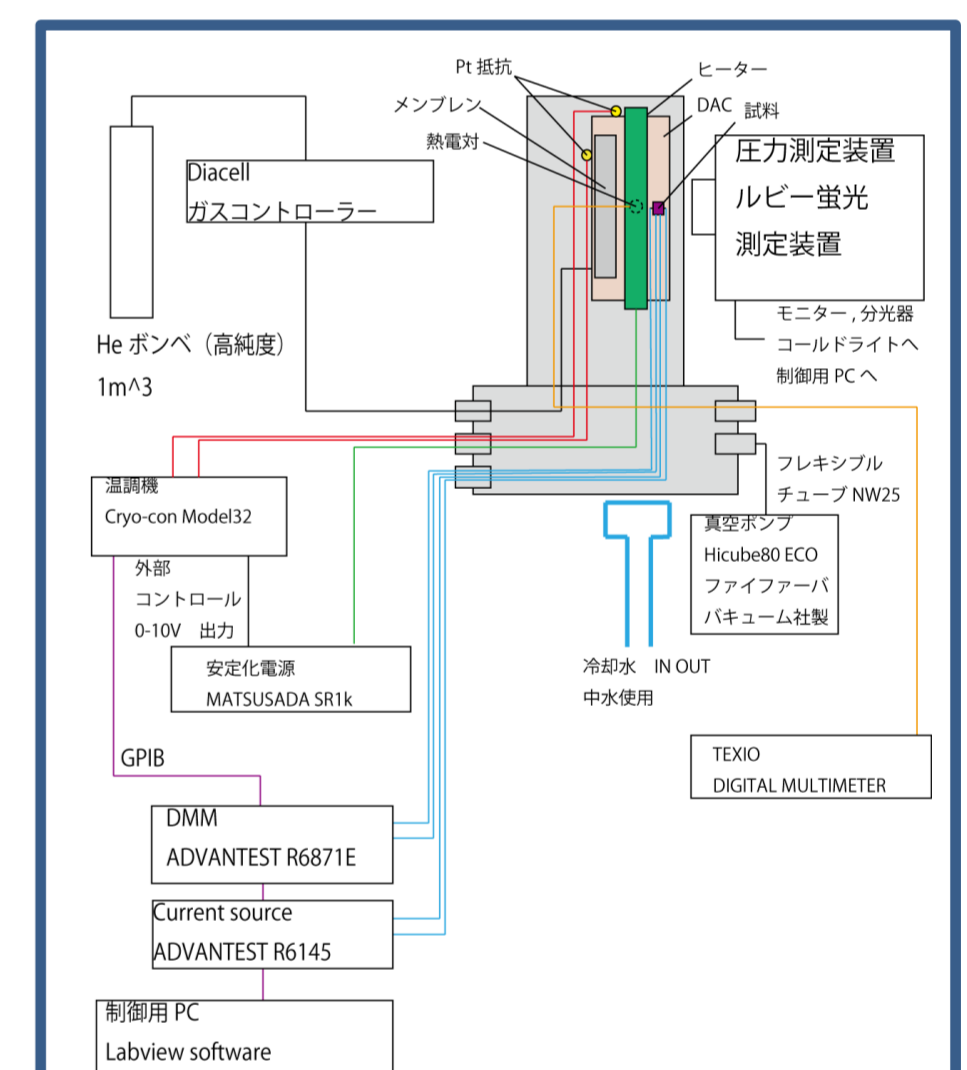 Pt 抵抗
メンブレン
熱電対
ヒーター
DAC
試料
Diacell
ガスコントローラー
He ボンベ（高純度）
1m^3
圧力測定装置
ルビー蛍光
測定装置
モニター , 分光器
コールドライトへ
制御用 PC へ
フレキシブル
チューブ NW25
真空ポンプ
Hicube80 ECO
ファイファーバ
バキューム社製
温調機
Cryo-con Model32
外部
コントロール
0-10V 出力
安定化電源
MATSUSADA SR1k
冷却水 IN OUT
中水使用
TEXIO
DIGITAL MULTIMETER
GPIB
DMM
ADVANTEST R6871E
Current source
ADVANTEST R6145
制御用 PC
Labview software